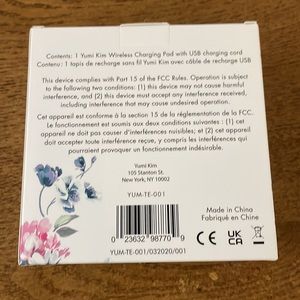 Contents: 1 Yumi Kim Wireless Charging Pad with USB charging cord
Contenu: 1 tapis de recharge sans fil Yumi Kim avec câble de recharge USB
This device complies with Part 15 of the FCC Rules. Operation is subject
to the following two conditions: (1) this device may not cause harmful
interference, and (2) this device must accept any interference received,
including interference that may cause undesired operation.
Cet appareil est conforme à la section 15 de la réglementation de la FCC.
Le fonctionnement est soumis aux deux conditions suivantes : (1) cet
appareil ne doit pas causer d'interférences nuisibles; et (2) cet appareil
doit accepter toute interférence reçue, y compris les interférences qui
pourraient provoquer un fonctionnement indésirable.
Yumi Kim
105 Stanton St.
New York, NY 10002
YUM-TE-001
0 23632 98770 9
YUM-TE-001/032020/001
Made in China
Fabriqué en Chine
CE
UK
CA